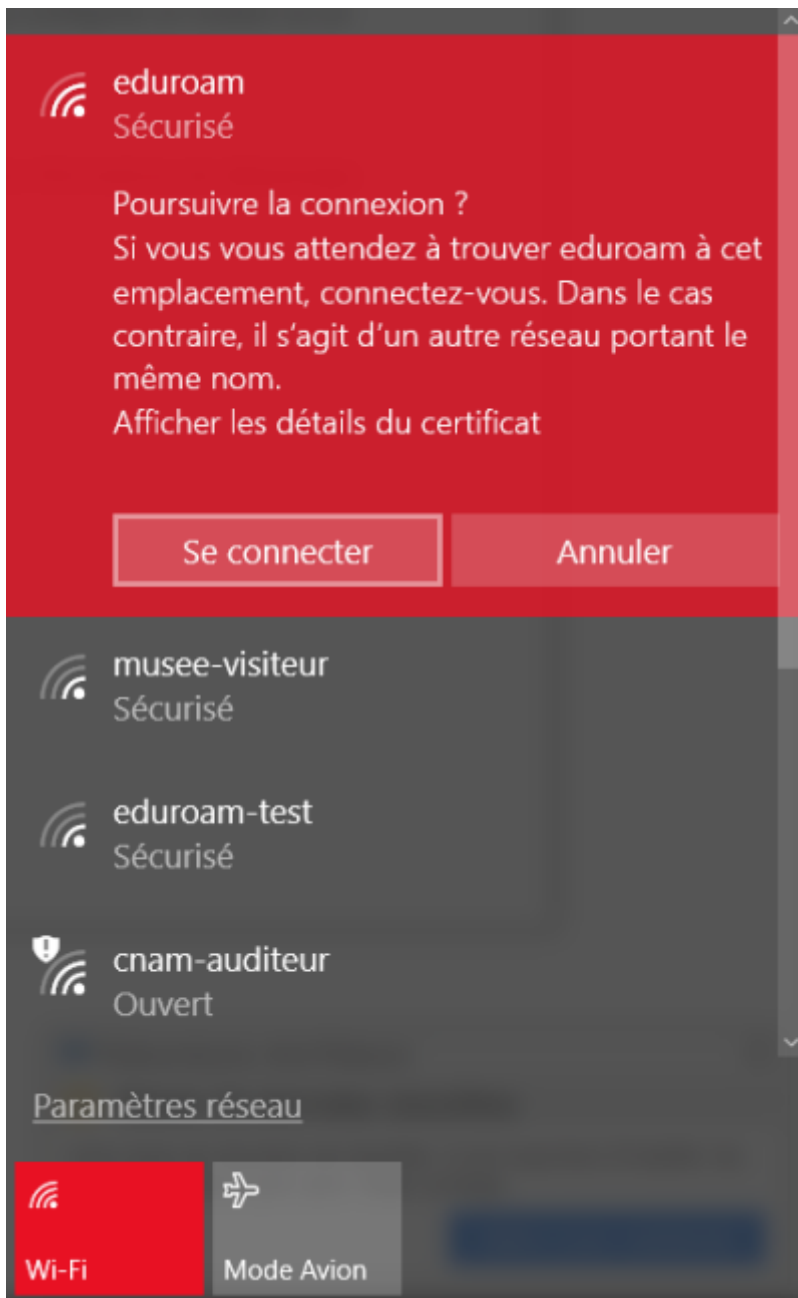 eduroam
Sécurisé
Poursuivre la connexion ?
Si vous vous attendez à trouver eduroam à cet
emplacement, connectez-vous. Dans le cas
contraire, il s'agit d'un autre réseau portant le
même nom.
Afficher les détails du certificat
Se connecter
Annuler
musee-visiteur
Sécurisé
eduroam-test
Sécurisé
cnam-auditeur
Ouvert
Paramètres réseau
Wi-Fi
Mode Avion